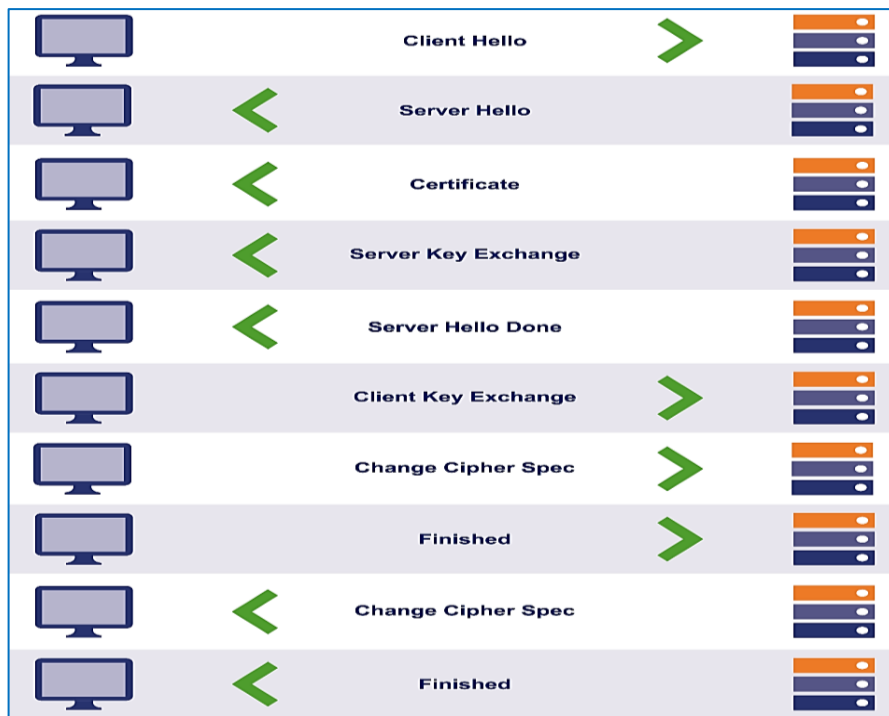 Client Hello
Server Hello
Certificate
Server Key Exchange
Server Hello Done
Client Key Exchange
Change Cipher Spec
Finished
Change Cipher Spec
Finished